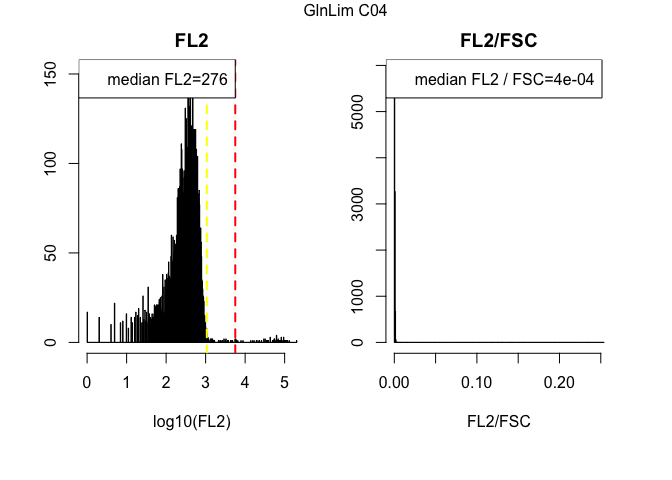 GlnLim C04
FL2
FL2/FSC
median FL2=276
median FL2 / FSC=4e-04
150
100
50
0
0 1 2 3 4 5
log10(FL2)
5000
3000
1000
0
0.00 0.10 0.20
FL2/FSC